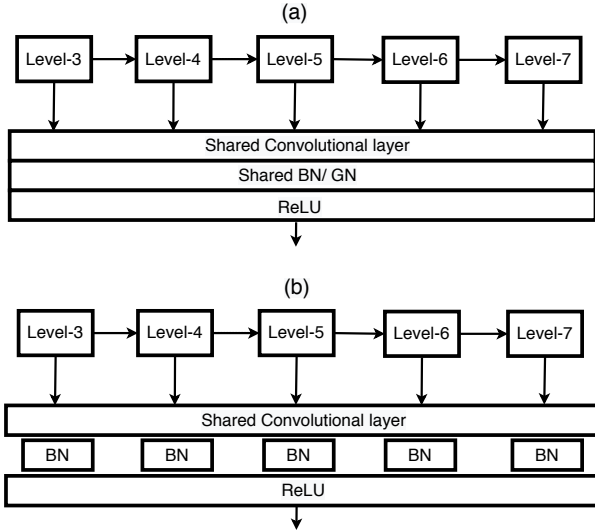 (a)
Level-3 Level-4 Level-5 Level-6 Level-7
Shared Convolutional layer
Shared BN/ GN
ReLU
(b)
Level-3 Level-4 Level-5 Level-6 Level-7
Shared Convolutional layer
BN BN BN BN BN
ReLU